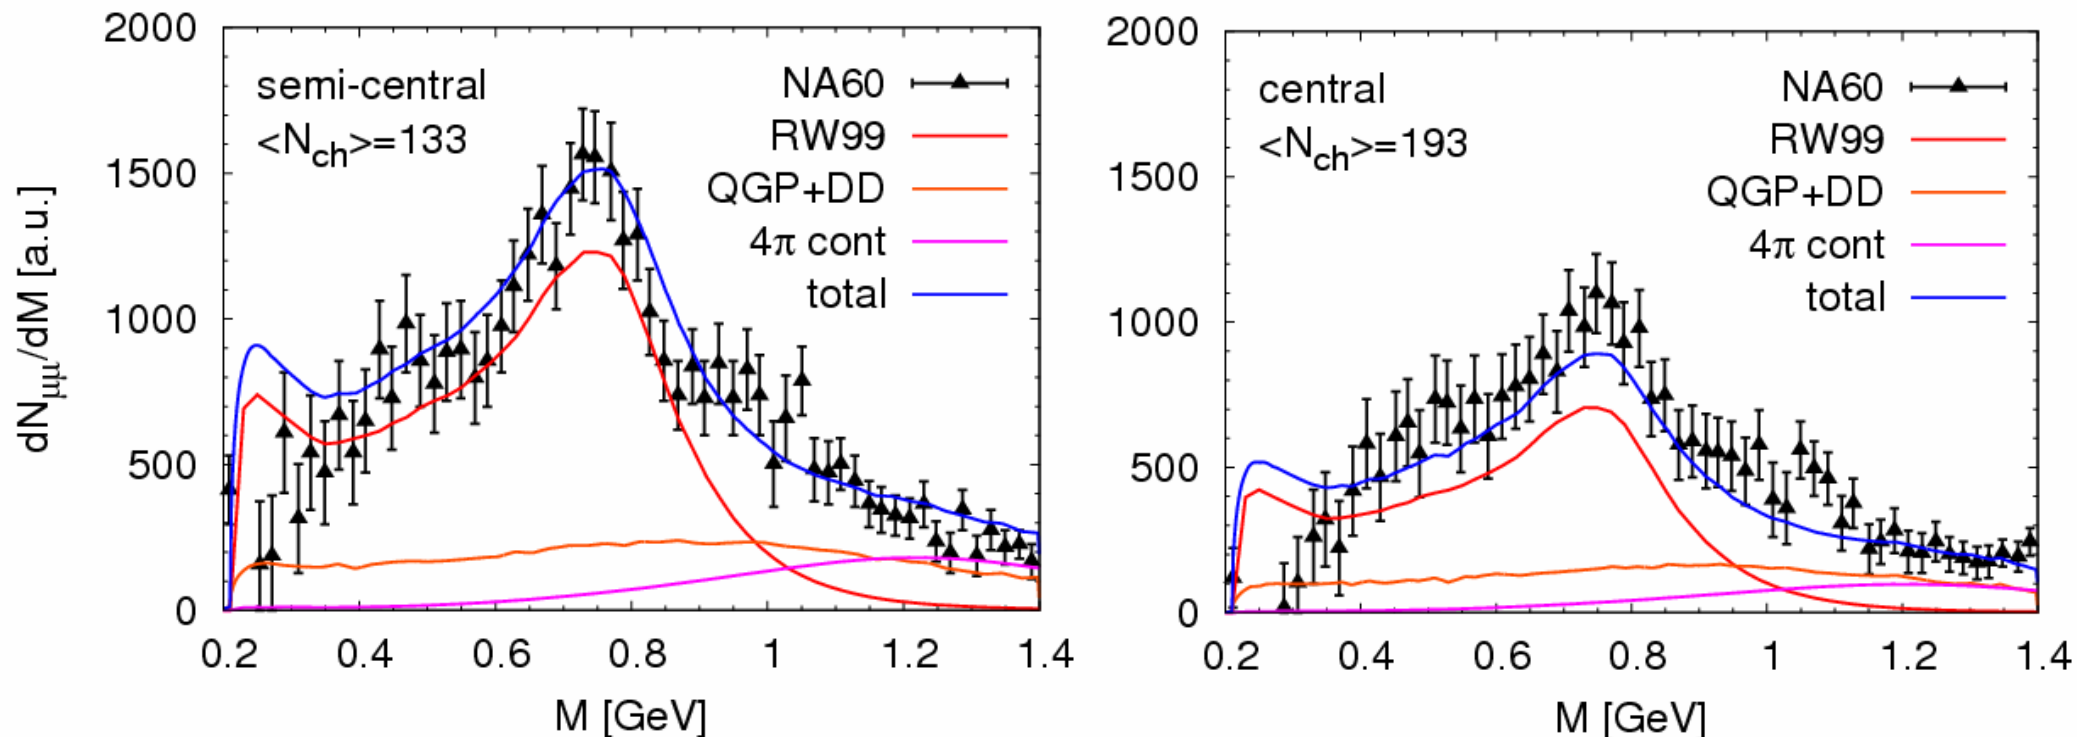 2000
1500
1000
500
0
dN_μμ/dM [a.u.]
semi-central
<N_ch>=133
NA60
RW99
QGP+DD
4π cont
total
0.2 0.4 0.6 0.8 1 1.2 1.4
M [GeV]
2000
1500
1000
500
0
central
<N_ch>=193
NA60
RW99
QGP+DD
4π cont
total
0.2 0.4 0.6 0.8 1 1.2 1.4
M [GeV]